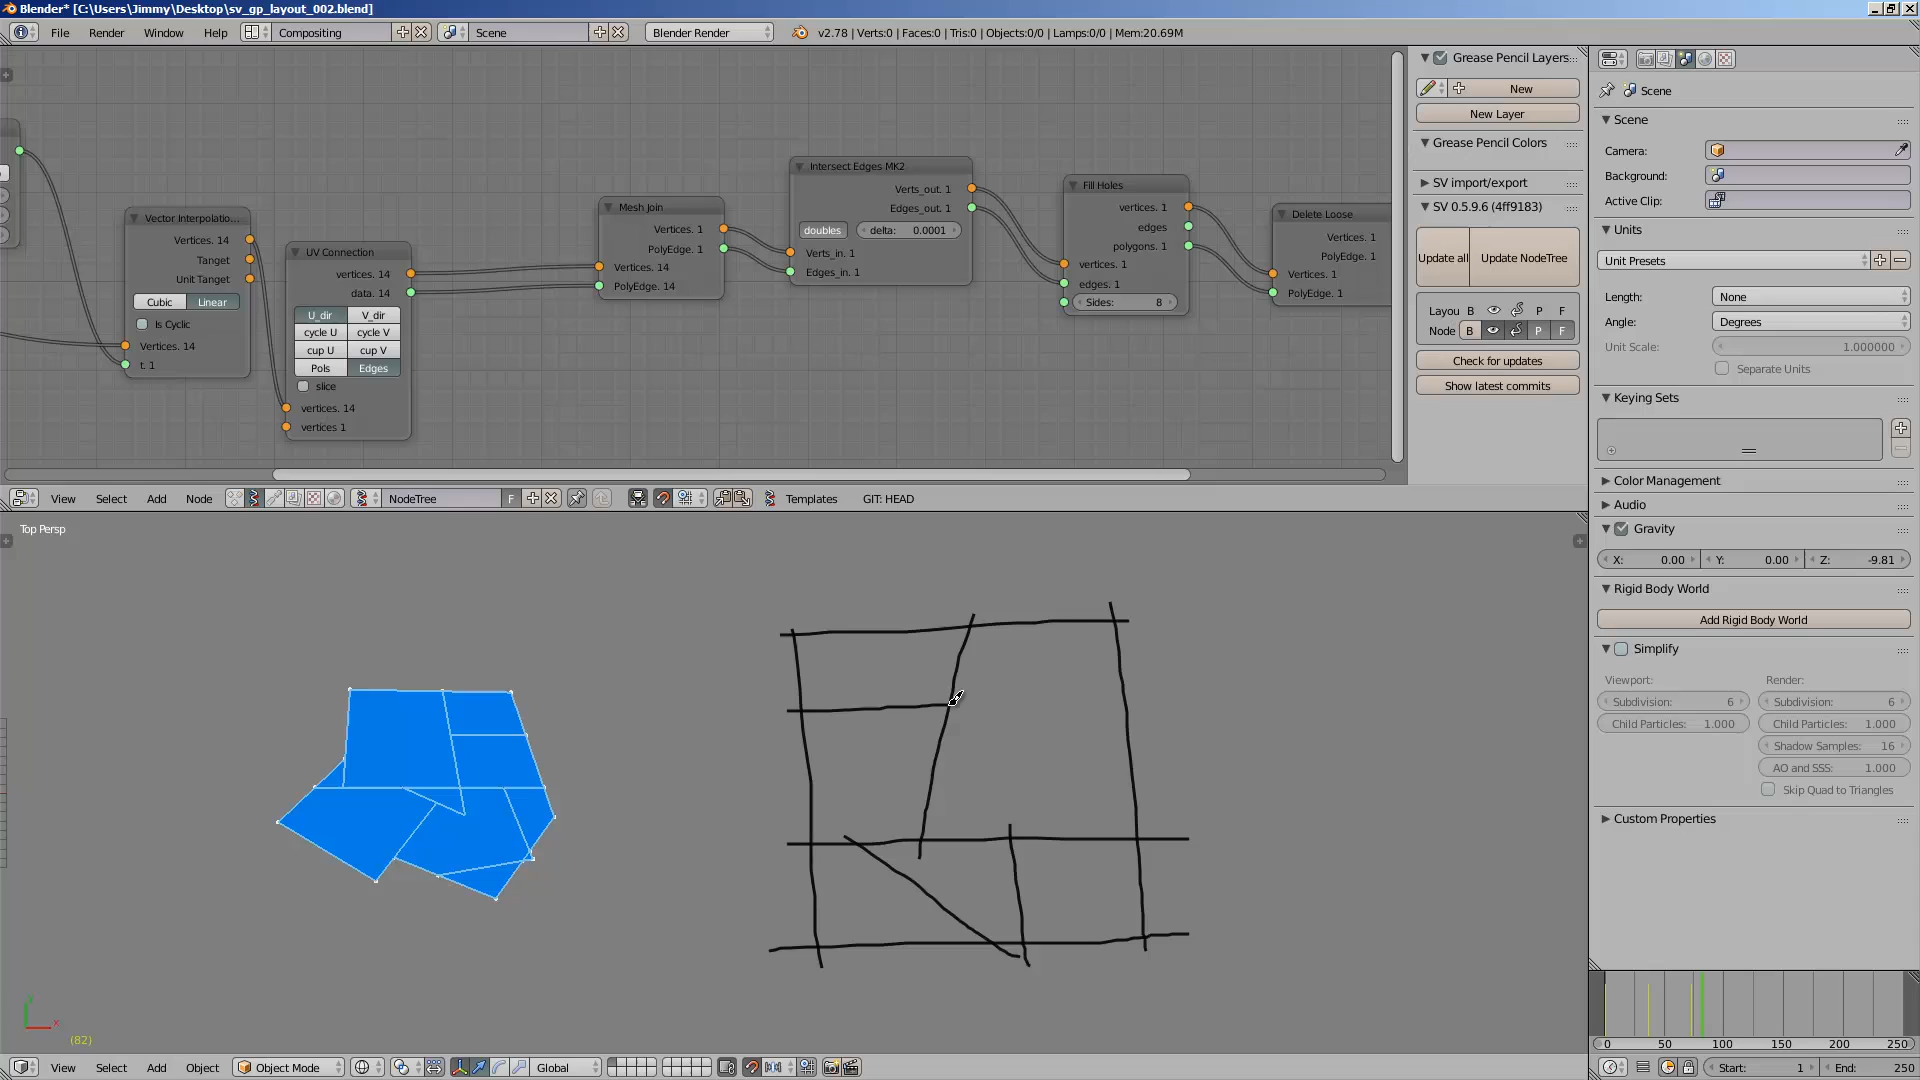 Blender* [C:\Users\Jimmy\Desktop\sv_gp_layout_002.blend]
File Render Window Help Compositing Scene Blender Render v2.78 | Verts:0 | Faces:0 | Tris:0 | Objects:0/0 | Lamps:0/0 | Mem:20.69M
Vector Interpolatio...
Vertices. 14
Tanget
Unit Tanget
Cubic Linear
Is Cyclic
Vertices. 14
t. 1
UV Connection
vertices. 14
data. 14
U_dir V_dir
cycle U cycle V
cup U cup V
Pols Edges
slice
vertices. 14
vertices 1
Mesh Join
Vertices. 1
PolyEdge. 1
Vertices. 14
PolyEdge. 14
Intersect Edges MK2
Verts_out. 1
Edges_out. 1
doubles delta: 0.0001
Verts_in. 1
Edges_in. 1
Fill Holes
vertices. 1
edges
polygons. 1
vertices. 1
edges. 1
Sides: 8
Delete Loose
Vertices. 1
PolyEdge. 1
Vertices. 1
PolyEdge. 1
Grease Pencil Layers
New
New Layer
Grease Pencil Colors
SV import/export
SV 0.5.9.6 (4ff9183)
Update all Update NodeTree
Layou B P F
Node B P F
Check for updates
Show latest commits
View Select Add Node NodeTree F Templates GIT: HEAD
Top Persp
(82)
y
x
View Select Add Object Object Mode Global
Scene
Scene
Camera:
Background:
Active Clip:
Units
Unit Presets
Length: None
Angle: Degrees
Unit Scale: 1.000000
Separate Units
Keying Sets
Color Management
Audio
Gravity
X: 0.00 Y: 0.00 Z: -9.81
Rigid Body World
Add Rigid Body World
Simplify
Viewport: Render:
Subdivision: 6 Subdivision: 6
Child Particles: 1.000 Child Particles: 1.000
Shadow Samples: 16
AO and SSS: 1.000
Skip Quad to Triangles
Custom Properties
0 50 100 150 200 250
Start: 1 End: 250